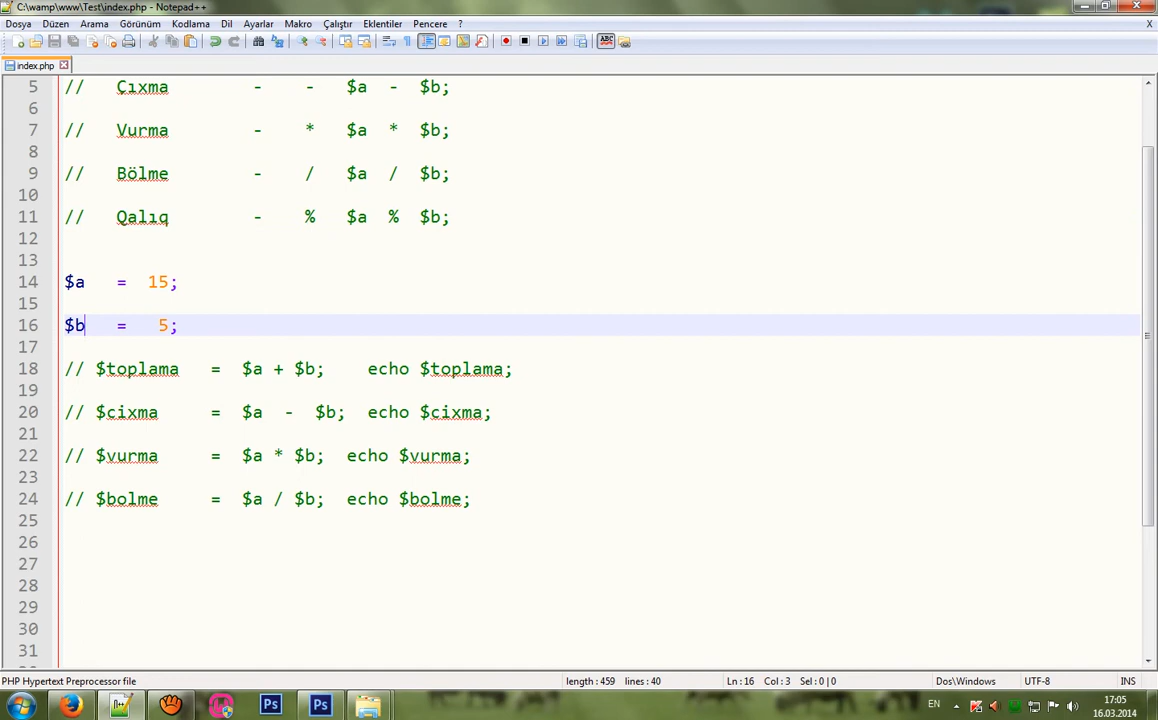 C:\wamp\www\Test\index.php - Notepad++
Dosya Düzen Arama Görünüm Kodlama Dil Ayarlar Makro Çalıştır Eklentiler Pencere ? X
index.php
5 // Çıxma - - $a - $b;
6
7 // Vurma - * $a * $b;
8
9 // Bölme - / $a / $b;
10
11 // Qalıq - % $a % $b;
12
13
14 $a = 15;
15
16 $b = 5;
17
18 // $toplama = $a + $b; echo $toplama;
19
20 // $cixma = $a - $b; echo $cixma;
21
22 // $vurma = $a * $b; echo $vurma;
23
24 // $bolme = $a / $b; echo $bolme;
25
26
27
28
29
30
31
PHP Hypertext Preprocessor file length : 459 lines : 40 Ln : 16 Col : 3 Sel : 0 | 0 Dos\Windows UTF-8 INS
EN 17:05
16.03.2014